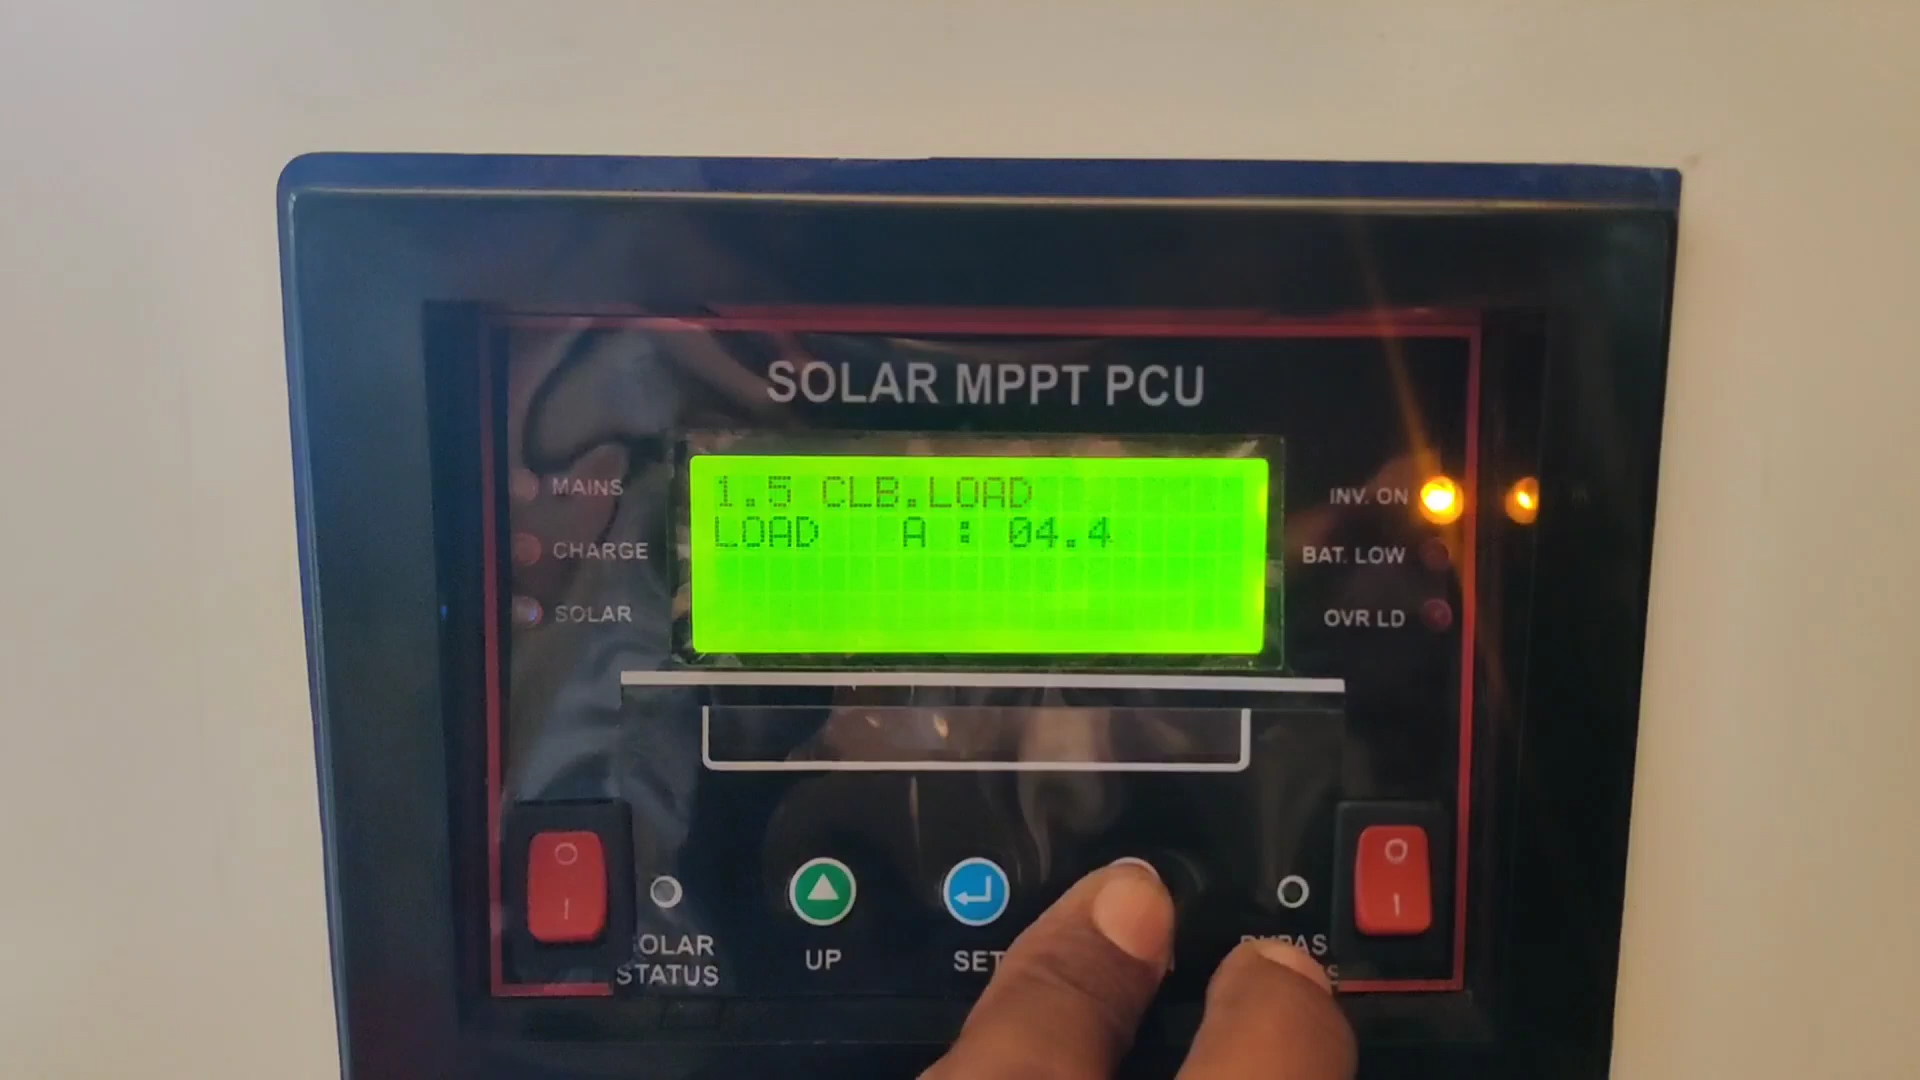 SOLAR MPPT PCU
1.5 CLB.LOAD
LOAD A : 04.4
MAINS
CHARGE
SOLAR
INV. ON
BAT. LOW
OVR LD
STATUS
UP
SET